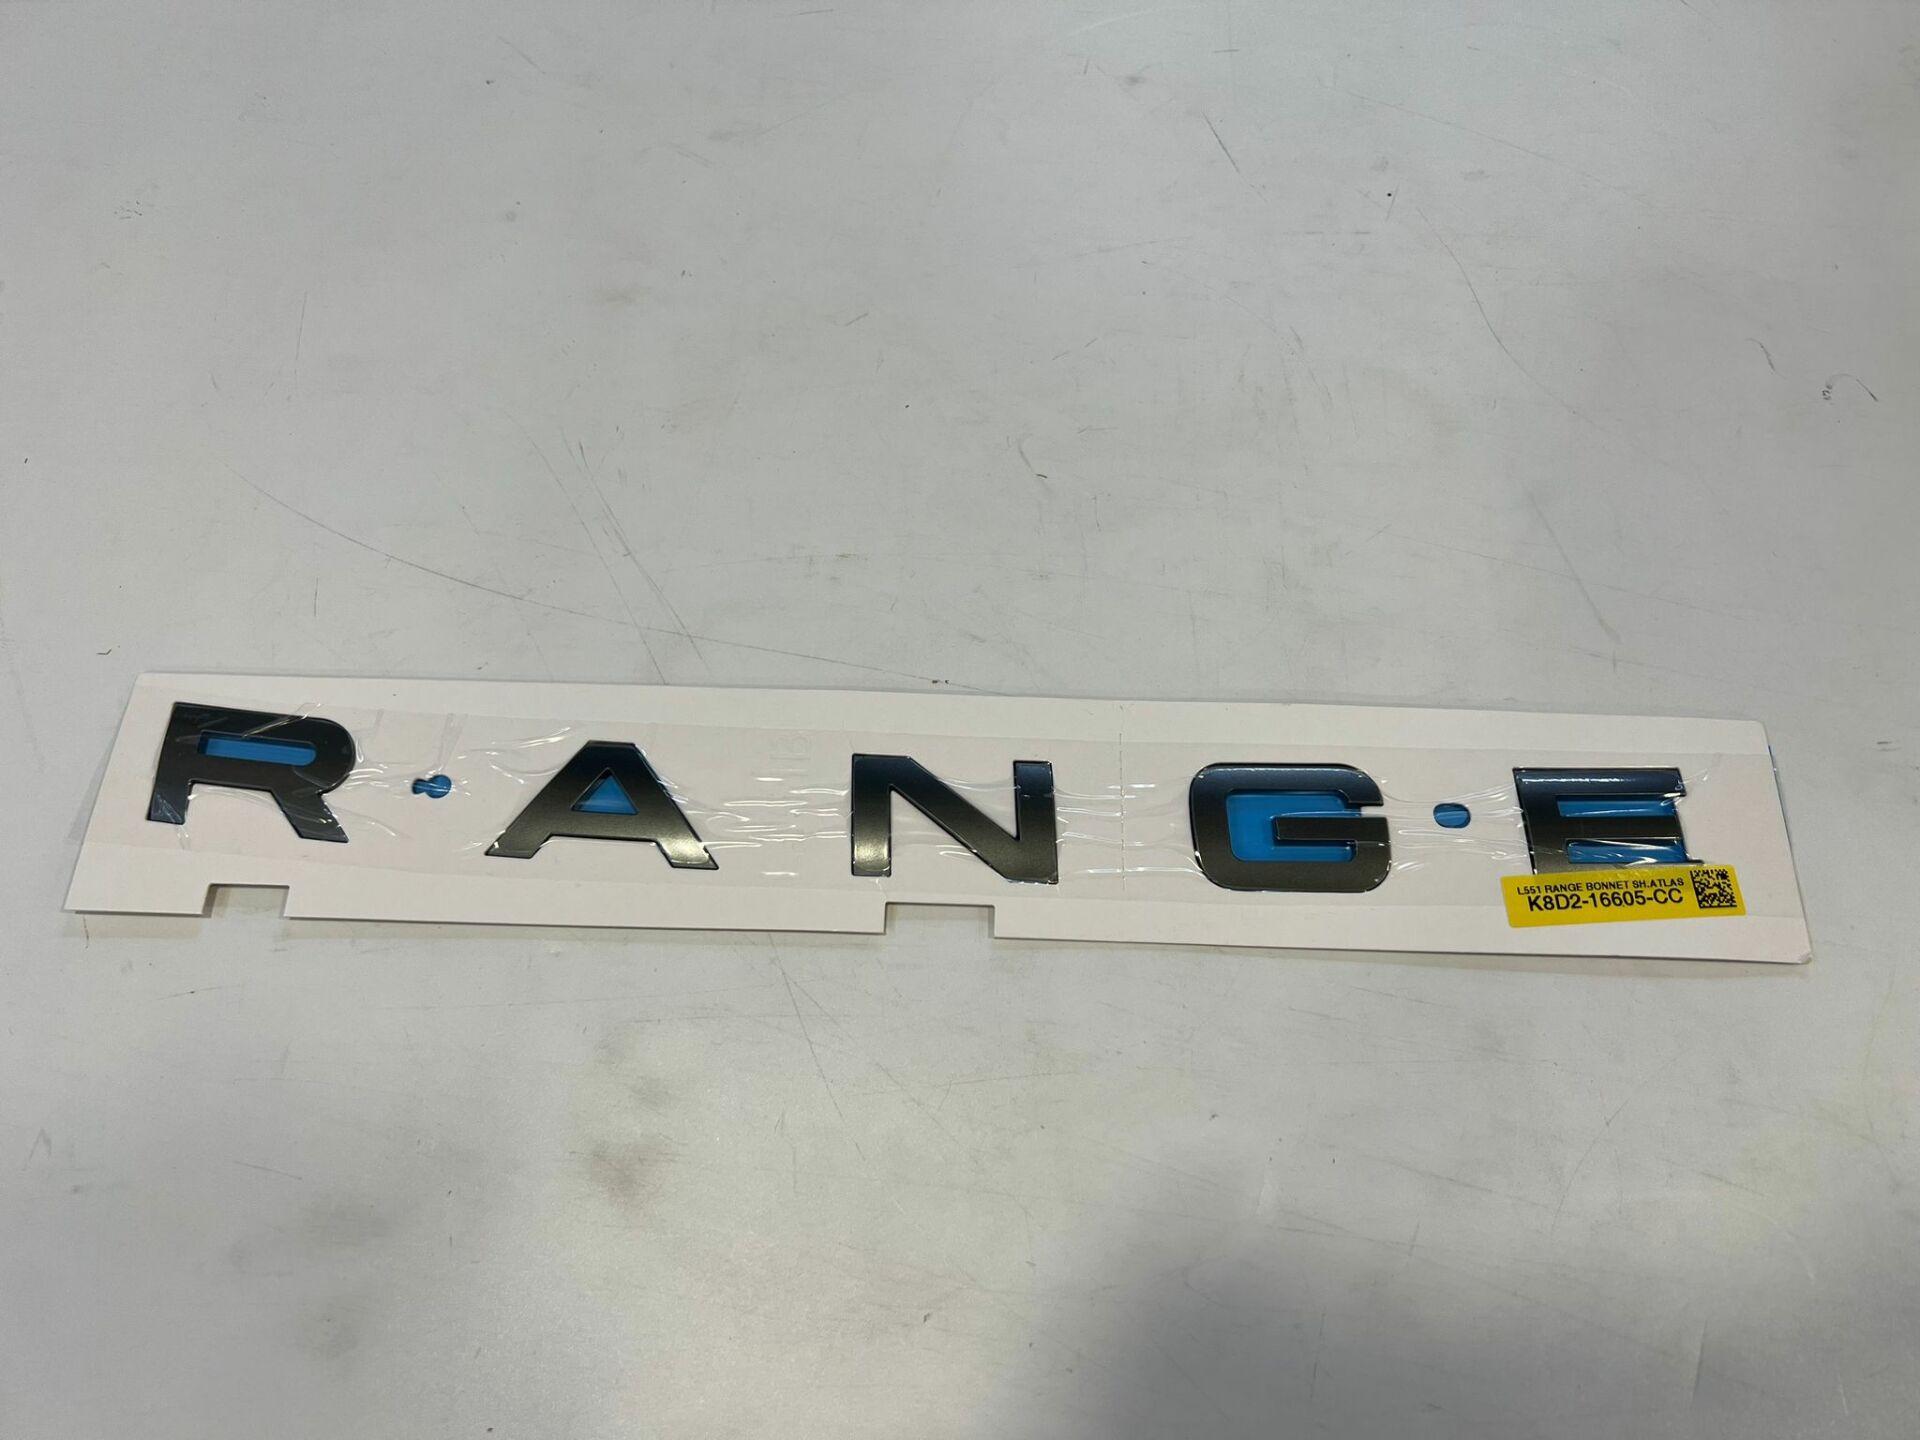 RANGE
L551 RANGE BONNET SH.ATLAS
K8D2-16605-CC